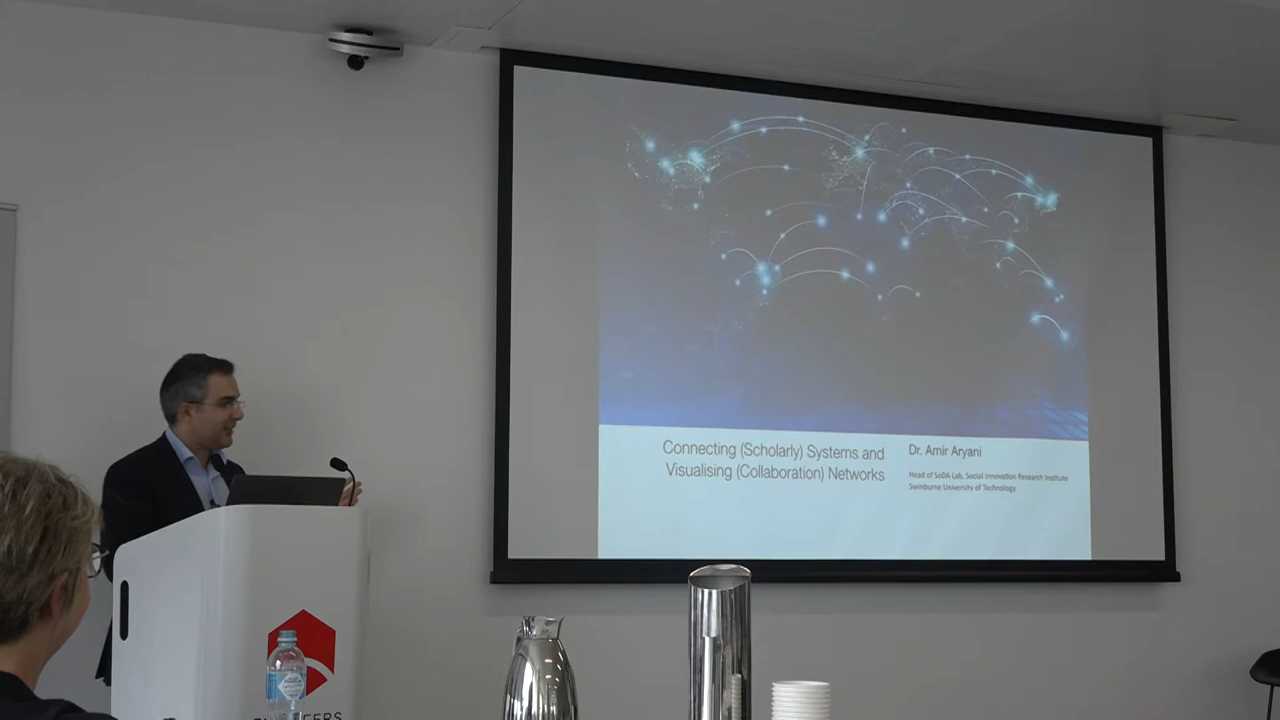 Connecting (Scholarly) Systems and
Visualising (Collaboration) Networks
Dr. Amir Aryani
Head of SoDA Lab, Social Innovation Research Institute
Swinburne University of Technology